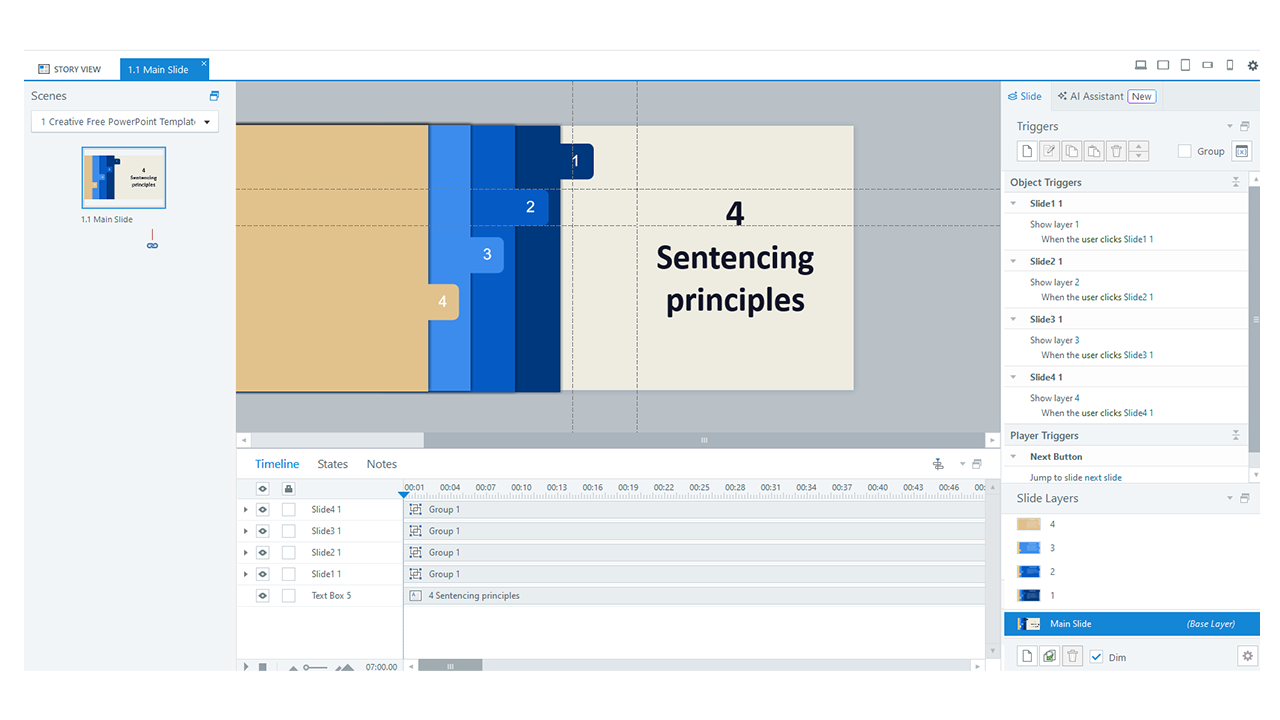 STORY VIEW
1.1 Main Slide
Scenes
1 Creative Free PowerPoint Templat
4
Sentencing
principles
1.1 Main Slide
1
2
3
4
4
Sentencing
principles
Timeline
States
Notes
00:01 00:04 00:07 00:10 00:13 00:16 00:19 00:22 00:25 00:28 00:31 00:34 00:37 00:40 00:43 00:46 00:
Slide4 1 Group 1
Slide3 1 Group 1
Slide2 1 Group 1
Slide1 1 Group 1
Text Box 5 4 Sentencing principles
07:00.00
Slide
AI Assistant New
Triggers
Group
Object Triggers
Slide1 1
Show layer 1
When the user clicks Slide1 1
Slide2 1
Show layer 2
When the user clicks Slide2 1
Slide3 1
Show layer 3
When the user clicks Slide3 1
Slide4 1
Show layer 4
When the user clicks Slide4 1
Player Triggers
Next Button
Jump to slide next slide
Slide Layers
4
3
2
1
Main Slide (Base Layer)
Dim